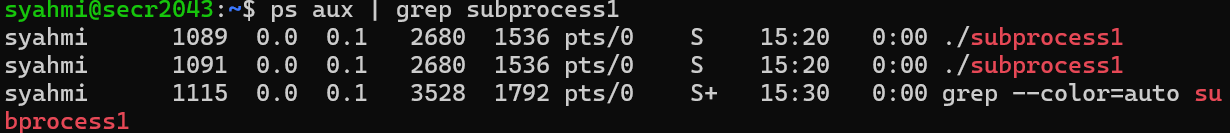 syahmi@secr2043:~$ ps aux | grep subprocess1
syahmi      1089  0.0  0.1   2680  1536 pts/0    S    15:20   0:00 ./subprocess1
syahmi      1091  0.0  0.1   2680  1536 pts/0    S    15:20   0:00 ./subprocess1
syahmi      1115  0.0  0.1   3528  1792 pts/0    S+   15:30   0:00 grep --color=auto su
bprocess1